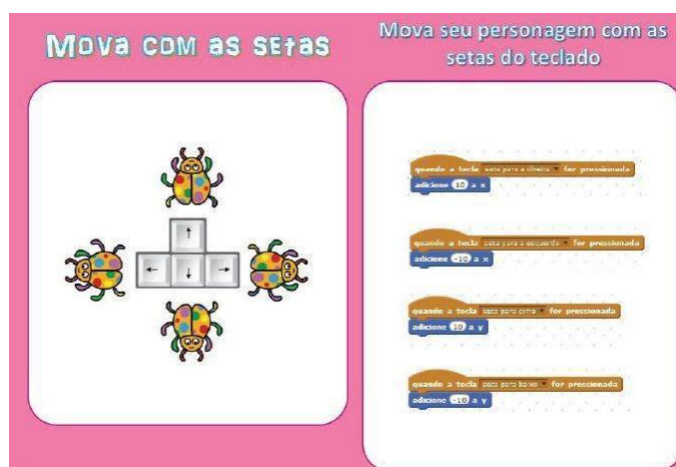 Mova com as setas
Mova seu personagem com as
setas do teclado
↑
← ↓ →
quando a tecla seta para a direita for pressionada
adicione 10 a x
quando a tecla seta para a esquerda for pressionada
adicione -10 a x
quando a tecla seta para cima for pressionada
adicione 10 a y
quando a tecla seta para baixo for pressionada
adicione -10 a y